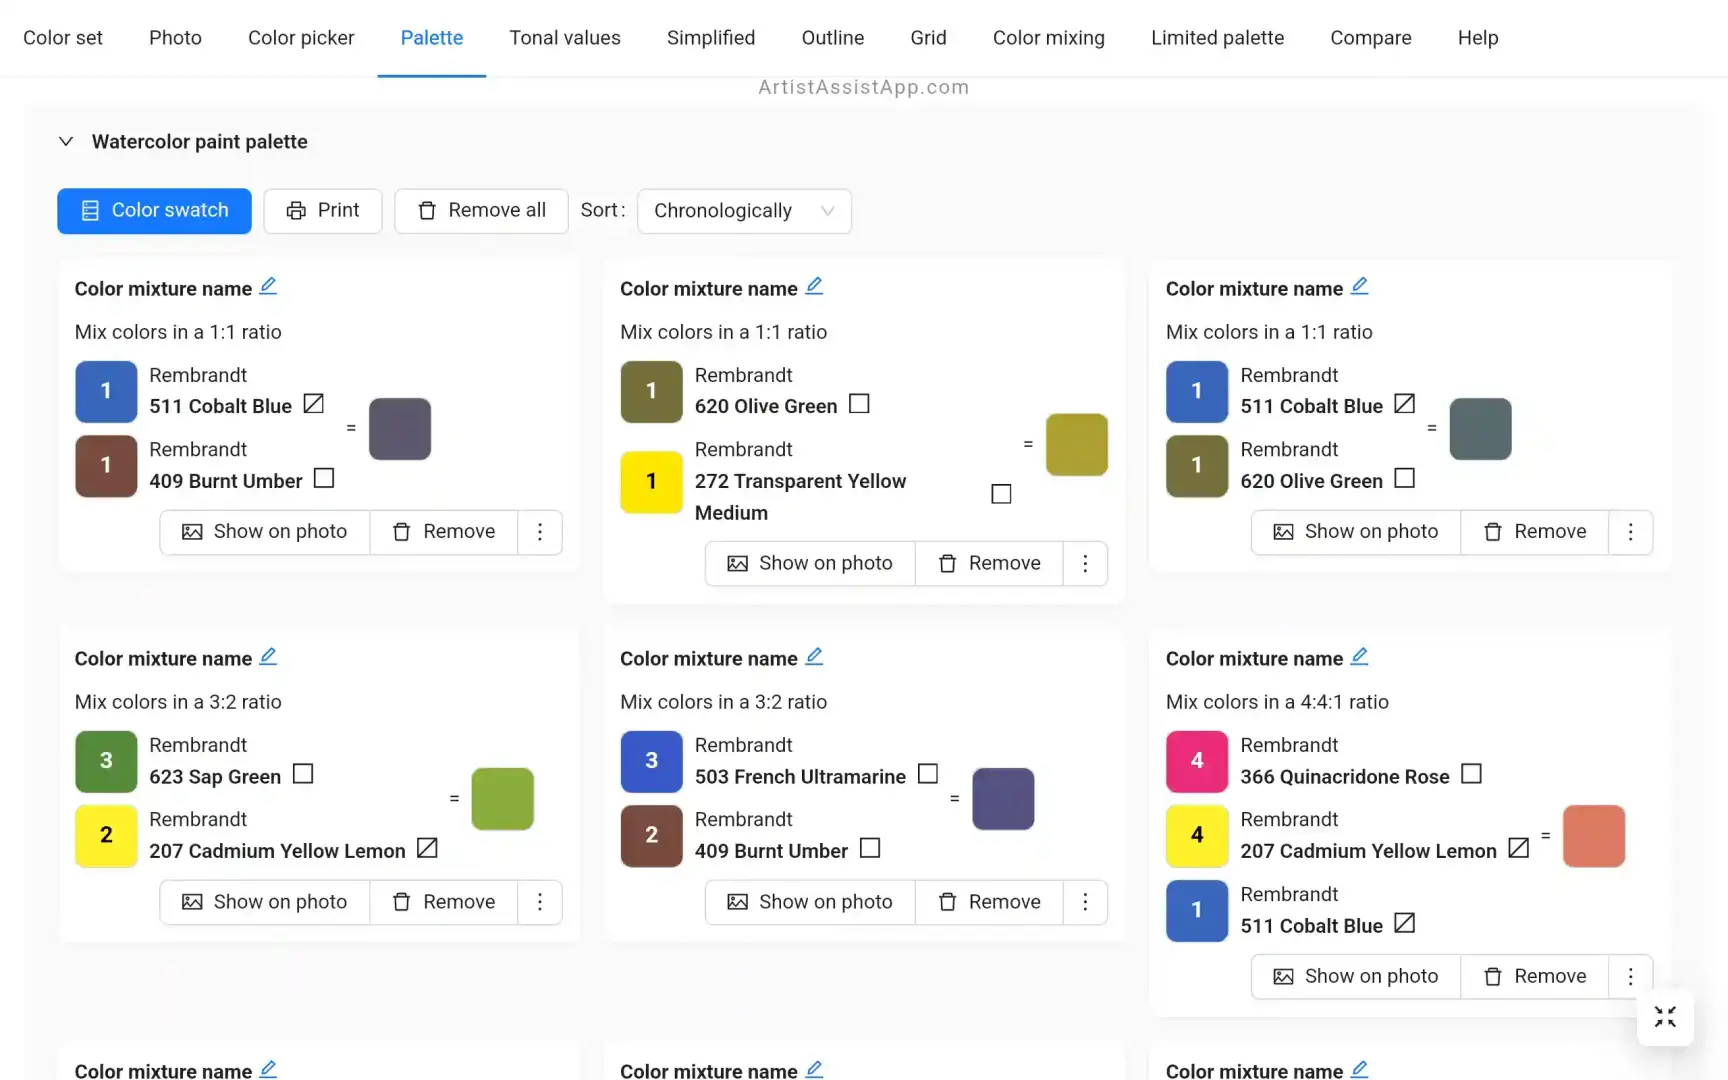 Color set Photo Color picker Palette Tonal values Simplified Outline Grid Color mixing Limited palette Compare Help
ArtistAssistApp.com
Watercolor paint palette
Color swatch Print Remove all Sort: Chronologically
Color mixture name
Mix colors in a 1:1 ratio
1 Rembrandt
511 Cobalt Blue
=
1 Rembrandt
409 Burnt Umber
Show on photo Remove
Color mixture name
Mix colors in a 1:1 ratio
1 Rembrandt
620 Olive Green
=
1 Rembrandt
272 Transparent Yellow
Medium
Show on photo Remove
Color mixture name
Mix colors in a 1:1 ratio
1 Rembrandt
511 Cobalt Blue
=
1 Rembrandt
620 Olive Green
Show on photo Remove
Color mixture name
Mix colors in a 3:2 ratio
3 Rembrandt
623 Sap Green
=
2 Rembrandt
207 Cadmium Yellow Lemon
Show on photo Remove
Color mixture name
Mix colors in a 3:2 ratio
3 Rembrandt
503 French Ultramarine
=
2 Rembrandt
409 Burnt Umber
Show on photo Remove
Color mixture name
Mix colors in a 4:4:1 ratio
4 Rembrandt
366 Quinacridone Rose
4 Rembrandt
207 Cadmium Yellow Lemon
=
1 Rembrandt
511 Cobalt Blue
Show on photo Remove
Color mixture name
Color mixture name
Color mixture name